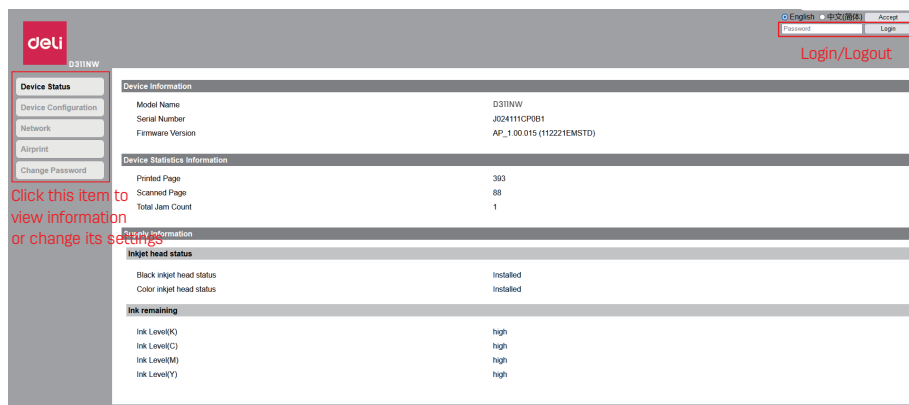 English 中文(简体) Accept
Password Login
Login/Logout
deli
D311NW
Device Status
Device Configuration
Network
Airprint
Change Password
Click this item to
view information
or change its settings
Device Information
Model Name D311NW
Serial Number J024111CP0B1
Firmware Version AP_1.00.015 (112221EMSTD)
Device Statistics Information
Printed Page 393
Scanned Page 88
Total Jam Count 1
Supply Information
Inkjet head status
Black inkjet head status Installed
Color inkjet head status Installed
Ink remaining
Ink Level(K) high
Ink Level(C) high
Ink Level(M) high
Ink Level(Y) high